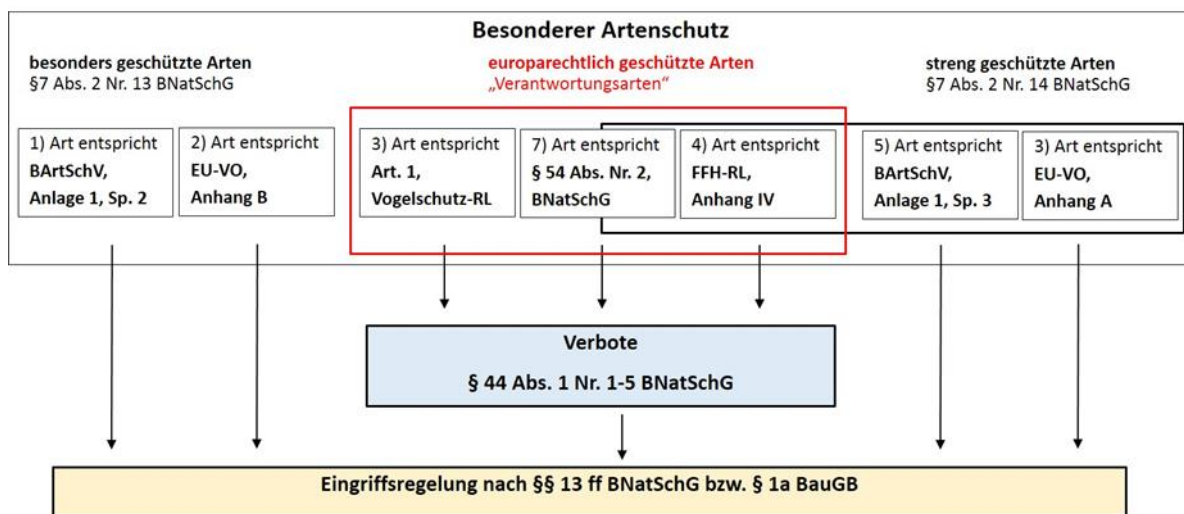 Besonderer Artenschutz
besonders geschützte Arten
§7 Abs. 2 Nr. 13 BNatSchG
europarechtlich geschützte Arten
„Verantwortungsarten“
streng geschützte Arten
§7 Abs. 2 Nr. 14 BNatSchG
1) Art entspricht
BArtSchV,
Anlage 1, Sp. 2
2) Art entspricht
EU-VO,
Anhang B
3) Art entspricht
Art. 1,
Vogelschutz-RL
7) Art entspricht
§ 54 Abs. Nr. 2,
BNatSchG
4) Art entspricht
FFH-RL,
Anhang IV
5) Art entspricht
BArtSchV,
Anlage 1, Sp. 3
3) Art entspricht
EU-VO,
Anhang A
Verbote
§ 44 Abs. 1 Nr. 1-5 BNatSchG
Eingriffsregelung nach §§ 13 ff BNatSchG bzw. § 1a BauGB